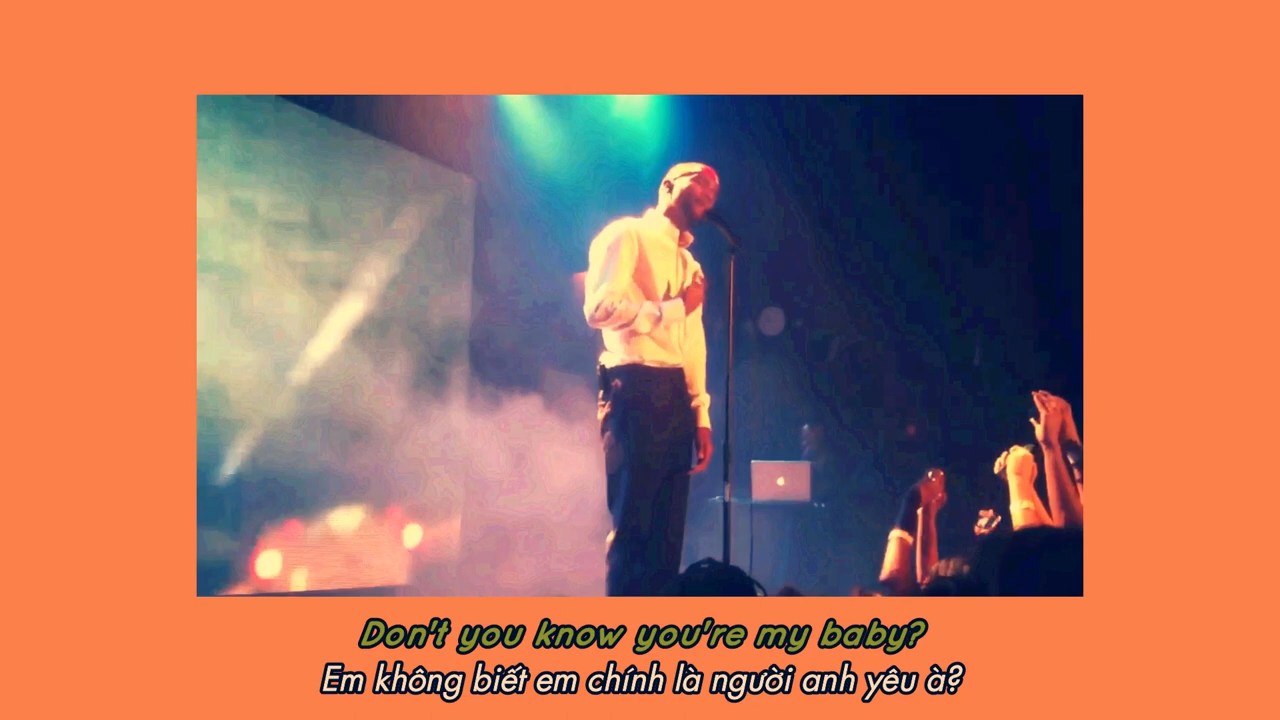 Don't you know you're my baby?
Em không biết em chính là người anh yêu à?